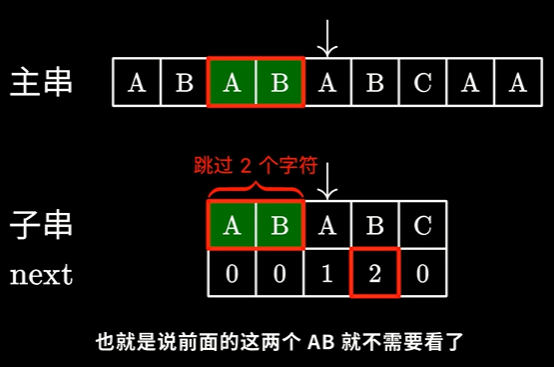 主串 A B A B A B C A A
跳过 2 个字符
子串 A B A B C
next 0 0 1 2 0
也就是说前面的这两个 AB 就不需要看了